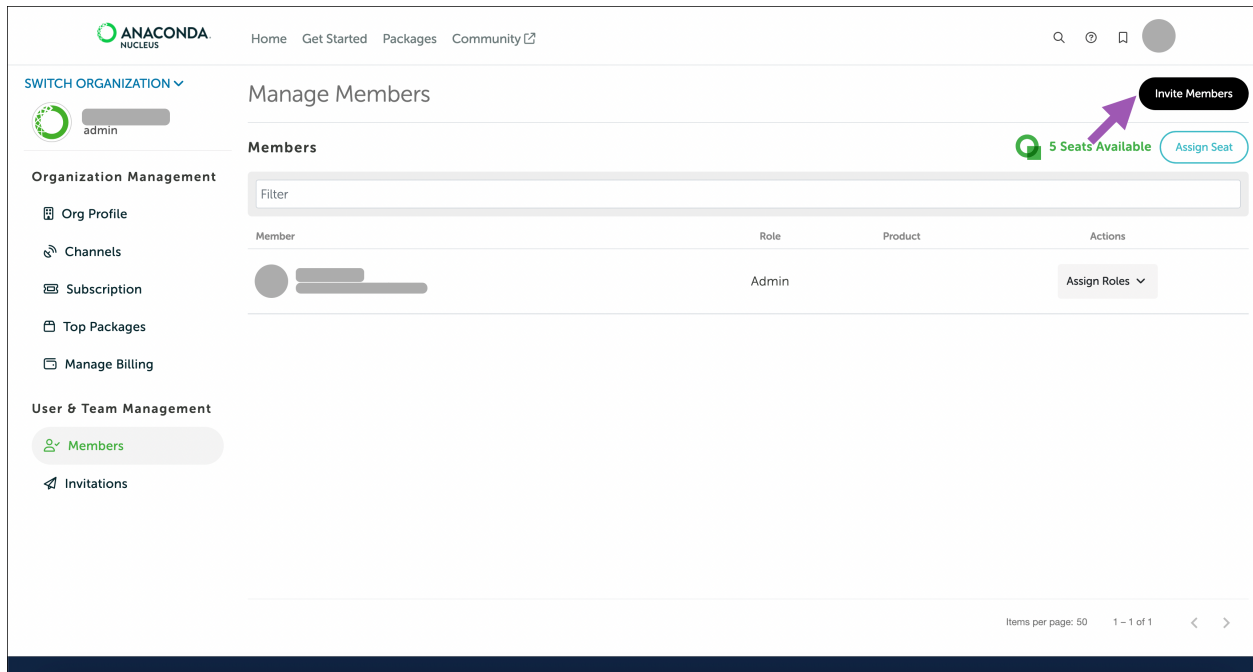 ANACONDA.
NUCLEUS
Home Get Started Packages Community
SWITCH ORGANIZATION
admin
Manage Members
Invite Members
Members
5 Seats Available
Assign Seat
Organization Management
Org Profile
Channels
Subscription
Top Packages
Manage Billing
User & Team Management
Members
Invitations
Filter
Member Role Product Actions
Admin Assign Roles
Items per page: 50 1 – 1 of 1